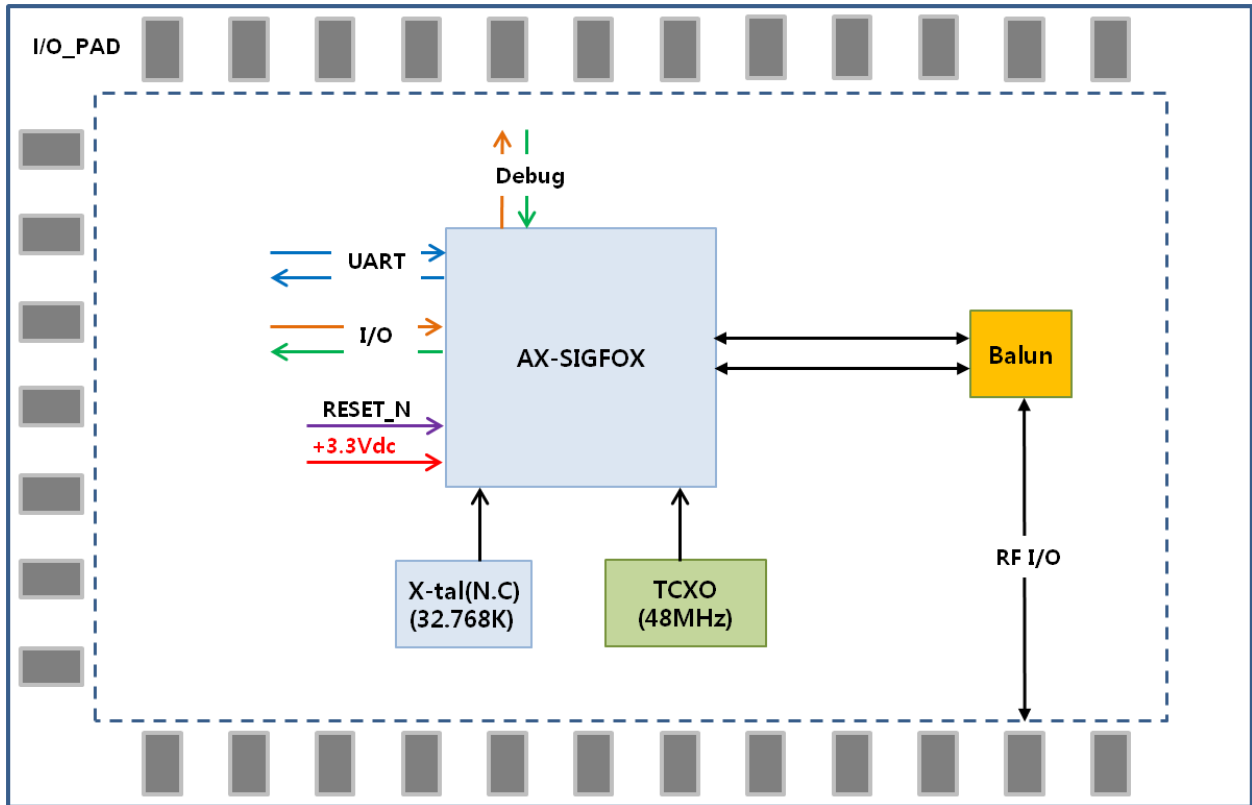 I/O_PAD
Debug
UART
I/O
AX-SIGFOX
Balun
RESET_N
+3.3Vdc
RF I/O
X-tal(N.C)
(32.768K)
TCXO
(48MHz)